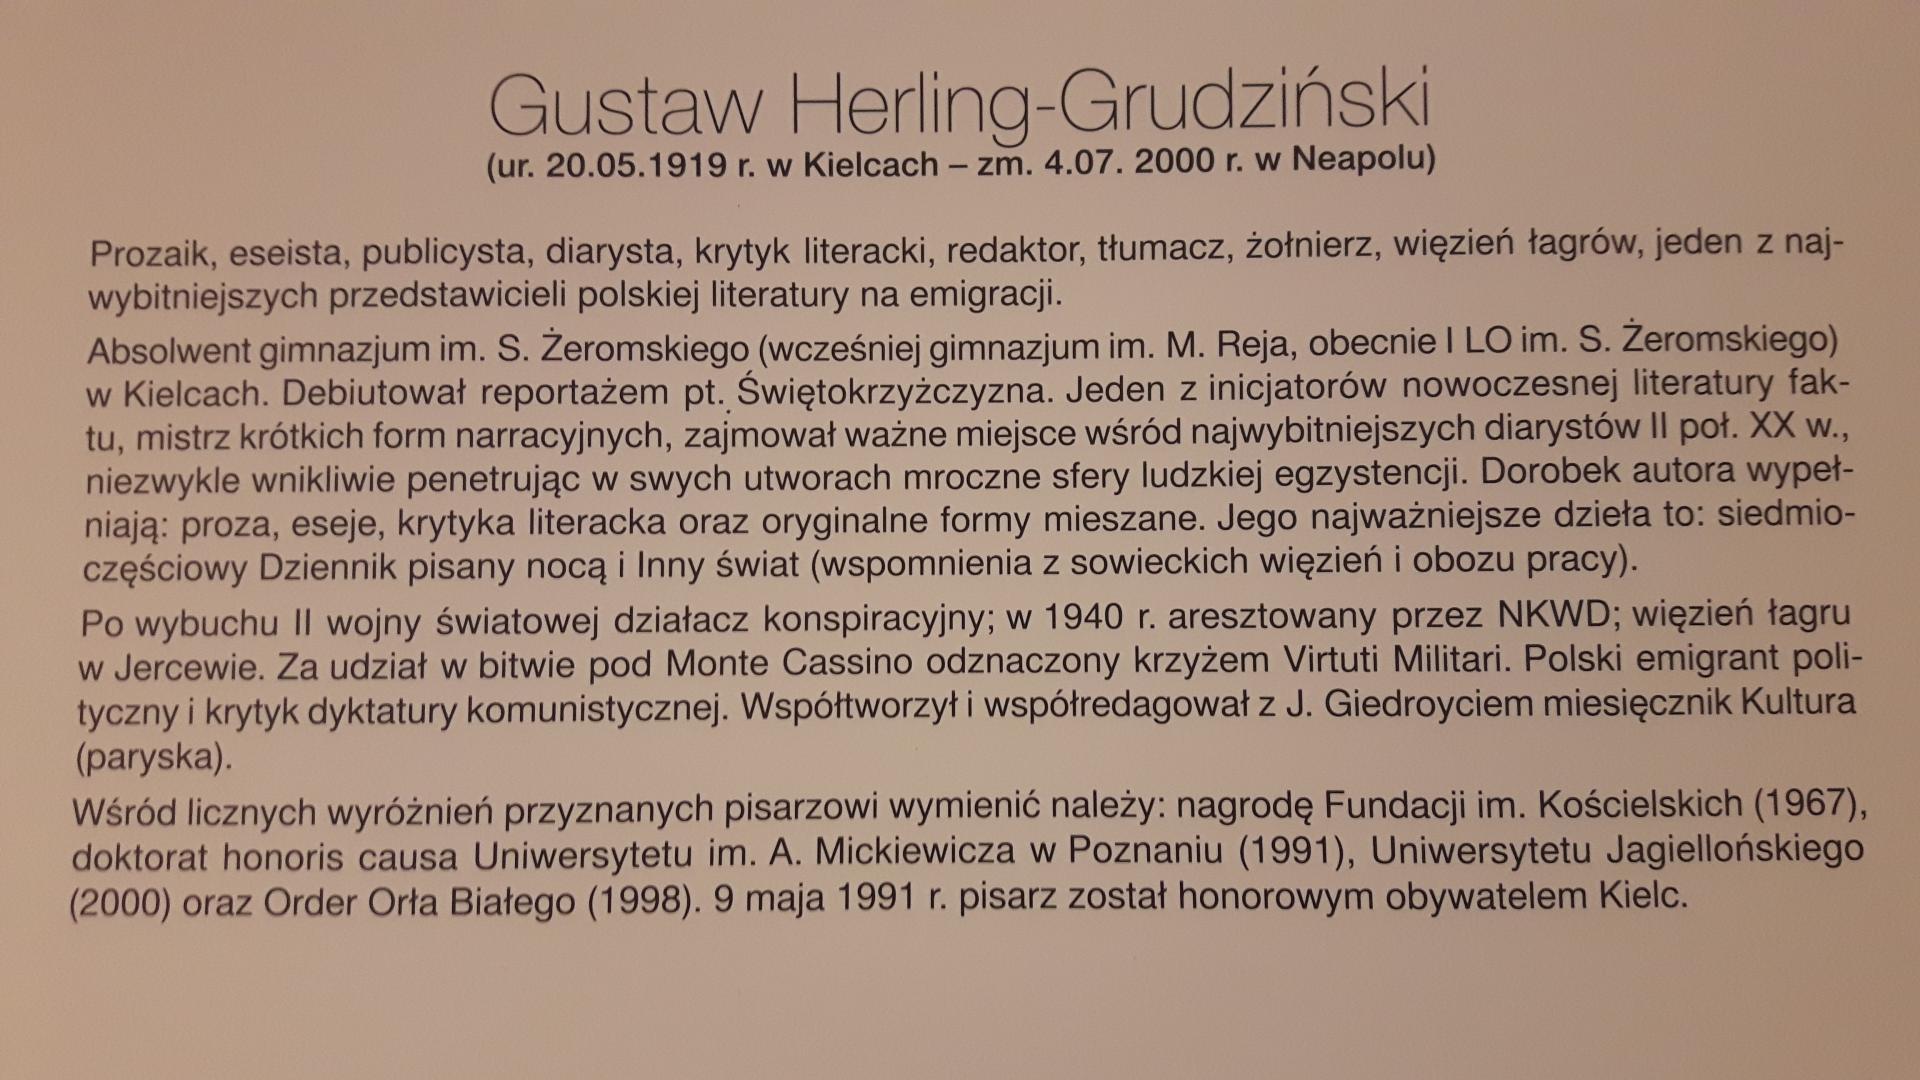 Gustaw Herling-Grudziński
(ur. 20.05.1919 r. w Kielcach – zm. 4.07. 2000 r. w Neapolu)
Prozaik, eseista, publicysta, diarysta, krytyk literacki, redaktor, tłumacz, żołnierz, więzień łagrów, jeden z naj-
wybitniejszych przedstawicieli polskiej literatury na emigracji.
Absolwent gimnazjum im. S. Żeromskiego (wcześniej gimnazjum im. M. Reja, obecnie I LO im. S. Żeromskiego)
w Kielcach. Debiutował reportażem pt. Świętokrzyżczyzna. Jeden z inicjatorów nowoczesnej literatury fak-
tu, mistrz krótkich form narracyjnych, zajmował ważne miejsce wśród najwybitniejszych diarystów II poł. XX w.,
niezwykle wnikliwie penetrując w swych utworach mroczne sfery ludzkiej egzystencji. Dorobek autora wypeł-
niają: proza, eseje, krytyka literacka oraz oryginalne formy mieszane. Jego najważniejsze dzieła to: siedmio-
częściowy Dziennik pisany nocą i Inny świat (wspomnienia z sowieckich więzień i obozu pracy).
Po wybuchu II wojny światowej działacz konspiracyjny; w 1940 r. aresztowany przez NKWD; więzień łagru
w Jercewie. Za udział w bitwie pod Monte Cassino odznaczony krzyżem Virtuti Militari. Polski emigrant poli-
tyczny i krytyk dyktatury komunistycznej. Współtworzył i współredagował z J. Giedroyciem miesięcznik Kultura
(paryska).
Wśród licznych wyróżnień przyznanych pisarzowi wymienić należy: nagrodę Fundacji im. Kościelskich (1967),
doktorat honoris causa Uniwersytetu im. A. Mickiewicza w Poznaniu (1991), Uniwersytetu Jagiellońskiego
(2000) oraz Order Orła Białego (1998). 9 maja 1991 r. pisarz został honorowym obywatelem Kielc.